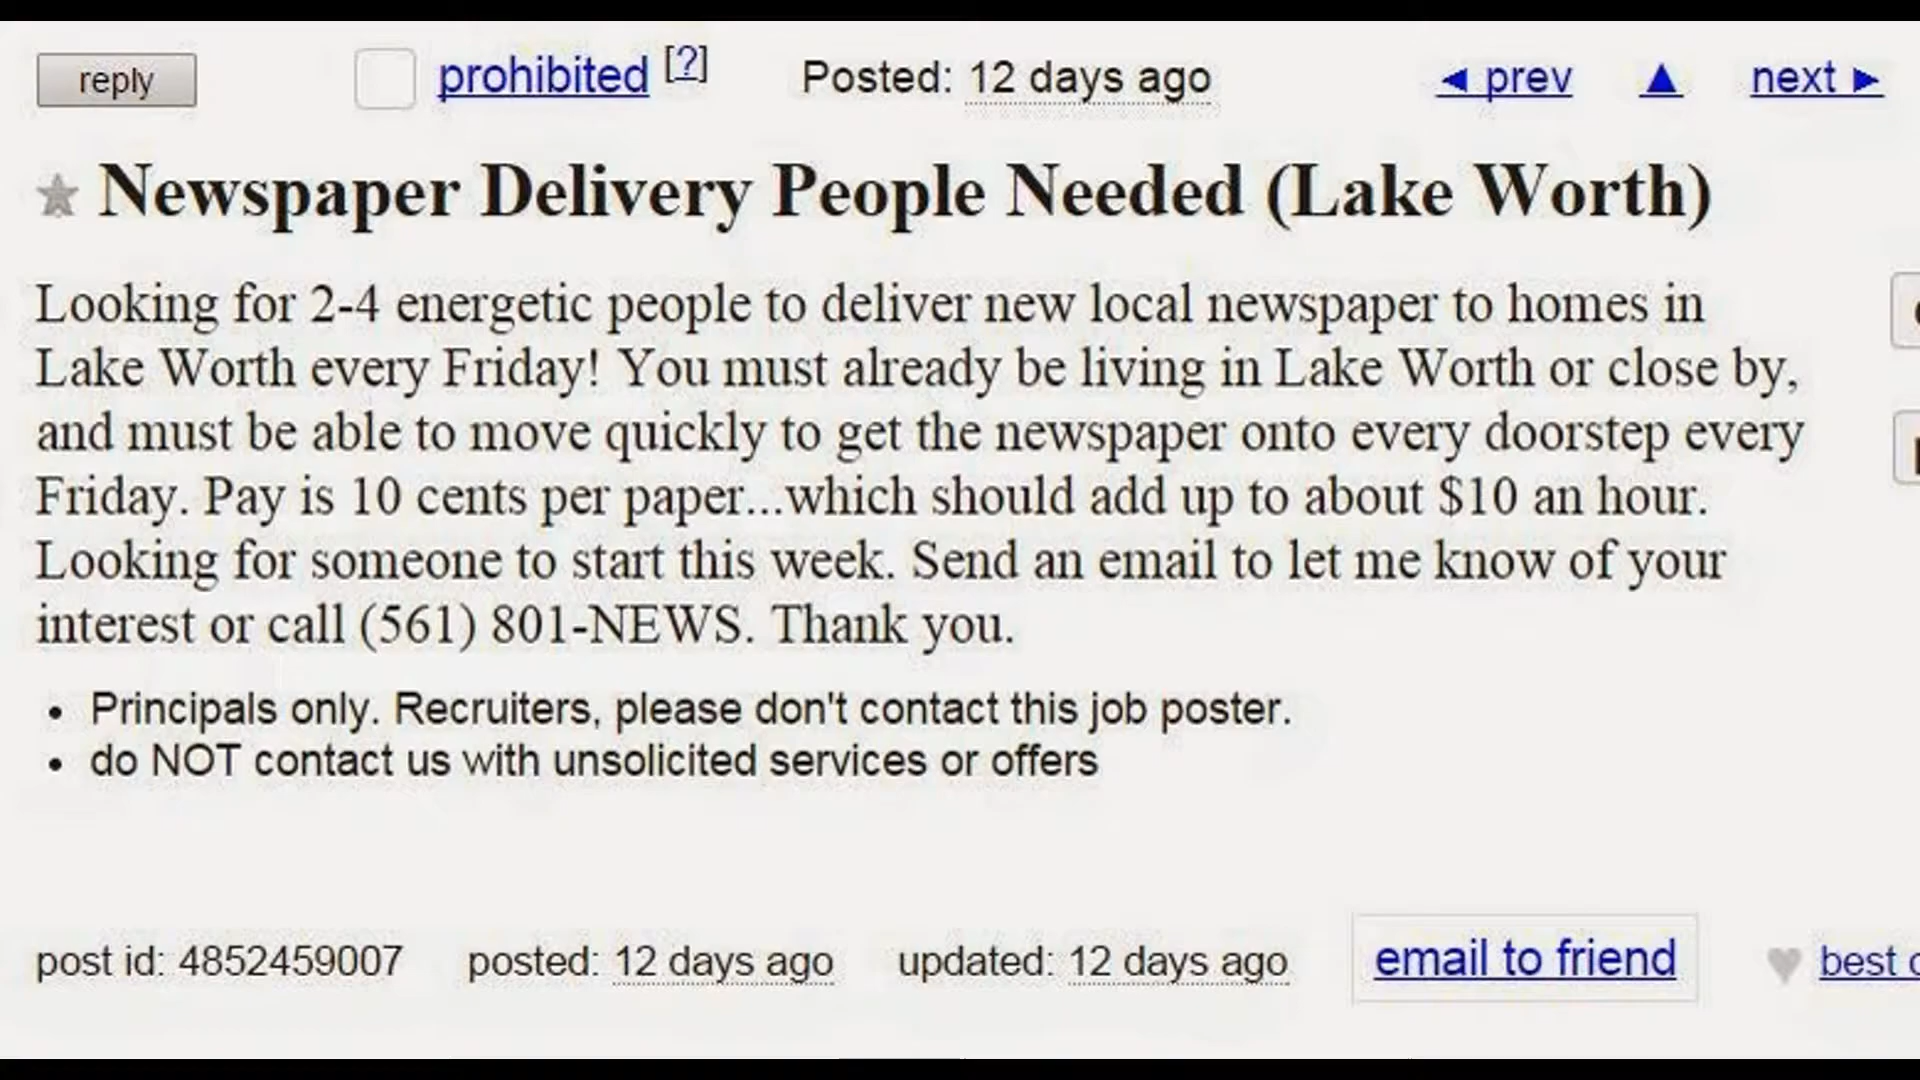 reply prohibited [?] Posted: 12 days ago ◄ prev ▲ next ►
Newspaper Delivery People Needed (Lake Worth)
Looking for 2-4 energetic people to deliver new local newspaper to homes in
Lake Worth every Friday! You must already be living in Lake Worth or close by,
and must be able to move quickly to get the newspaper onto every doorstep every
Friday. Pay is 10 cents per paper...which should add up to about $10 an hour.
Looking for someone to start this week. Send an email to let me know of your
interest or call (561) 801-NEWS. Thank you.
• Principals only. Recruiters, please don't contact this job poster.
• do NOT contact us with unsolicited services or offers
post id: 4852459007 posted: 12 days ago updated: 12 days ago email to friend best